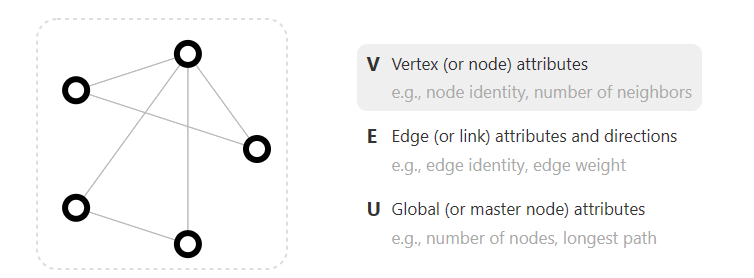 V Vertex (or node) attributes
e.g., node identity, number of neighbors
E Edge (or link) attributes and directions
e.g., edge identity, edge weight
U Global (or master node) attributes
e.g., number of nodes, longest path